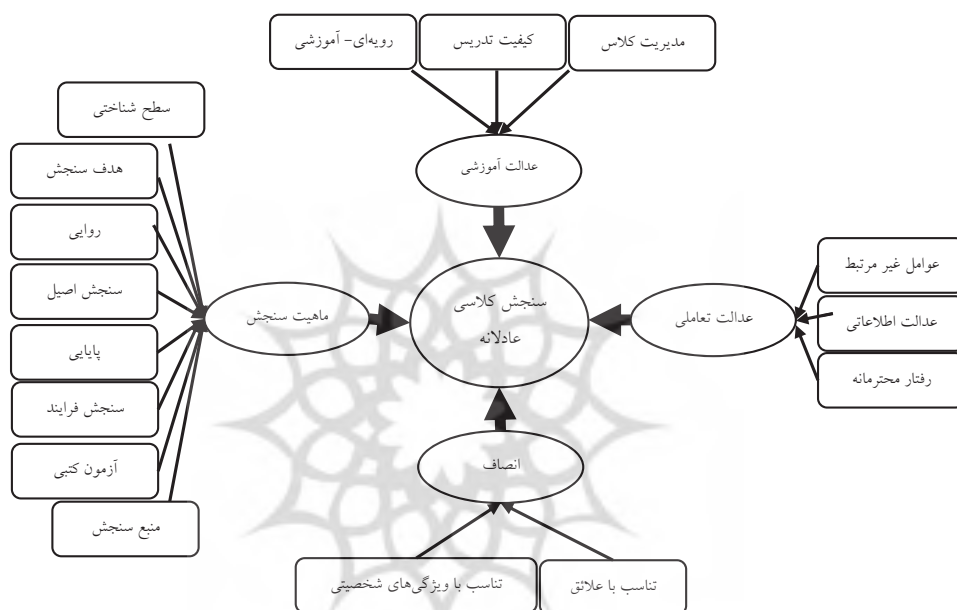 مدیریت کلاس
کیفیت تدریس
رویه‌ای- آموزشی
عدالت آموزشی
سطح شناختی
هدف سنجش
روایی
سنجش اصیل
پایایی
سنجش فرایند
آزمون کتبی
منبع سنجش
ماهیت سنجش
سنجش کلاسی
عادلانه
عدالت تعاملی
عوامل غیر مرتبط
عدالت اطلاعاتی
رفتار محترمانه
انصاف
تناسب با علائق
تناسب با ویژگی‌های شخصیتی